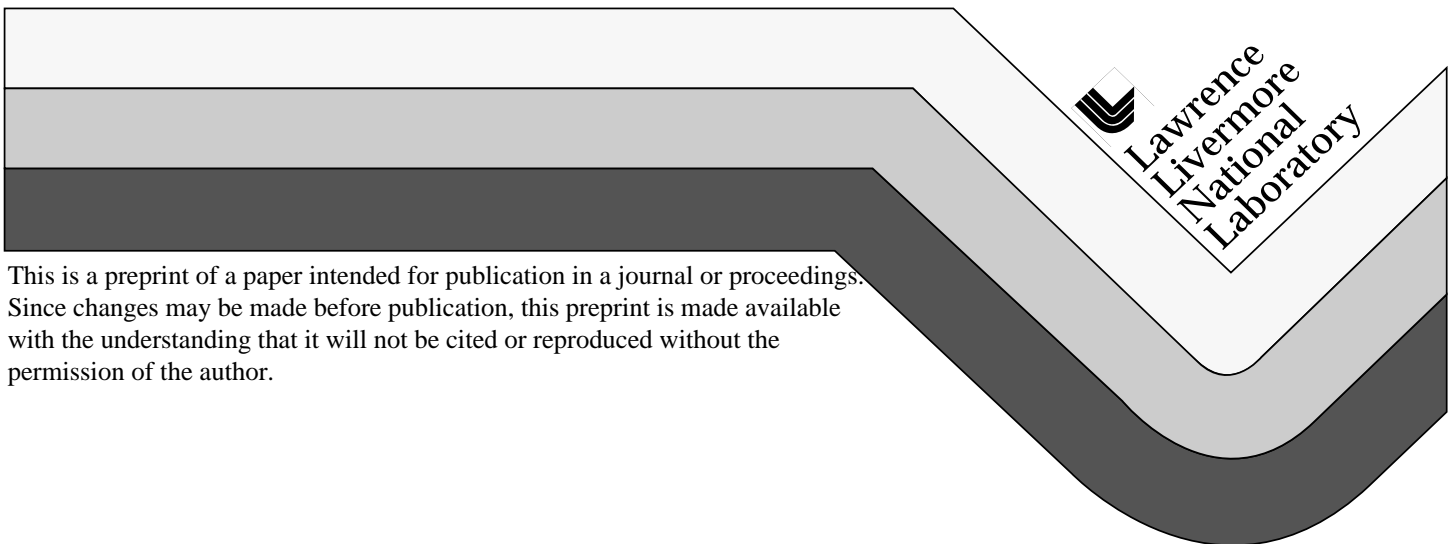 Lawrence
Livermore
National
Laboratory
This is a preprint of a paper intended for publication in a journal or proceedings.
Since changes may be made before publication, this preprint is made available
with the understanding that it will not be cited or reproduced without the
permission of the author.